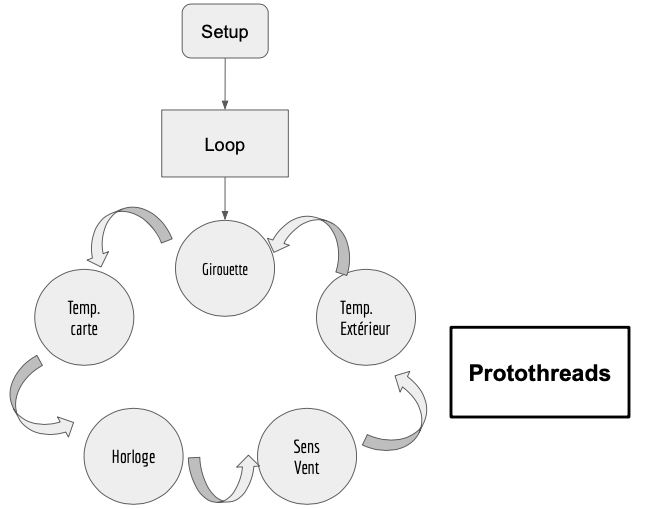 Setup
Loop
Girouette
Temp.
carte
Temp.
Extérieur
Protothreads
Horloge
Sens
Vent